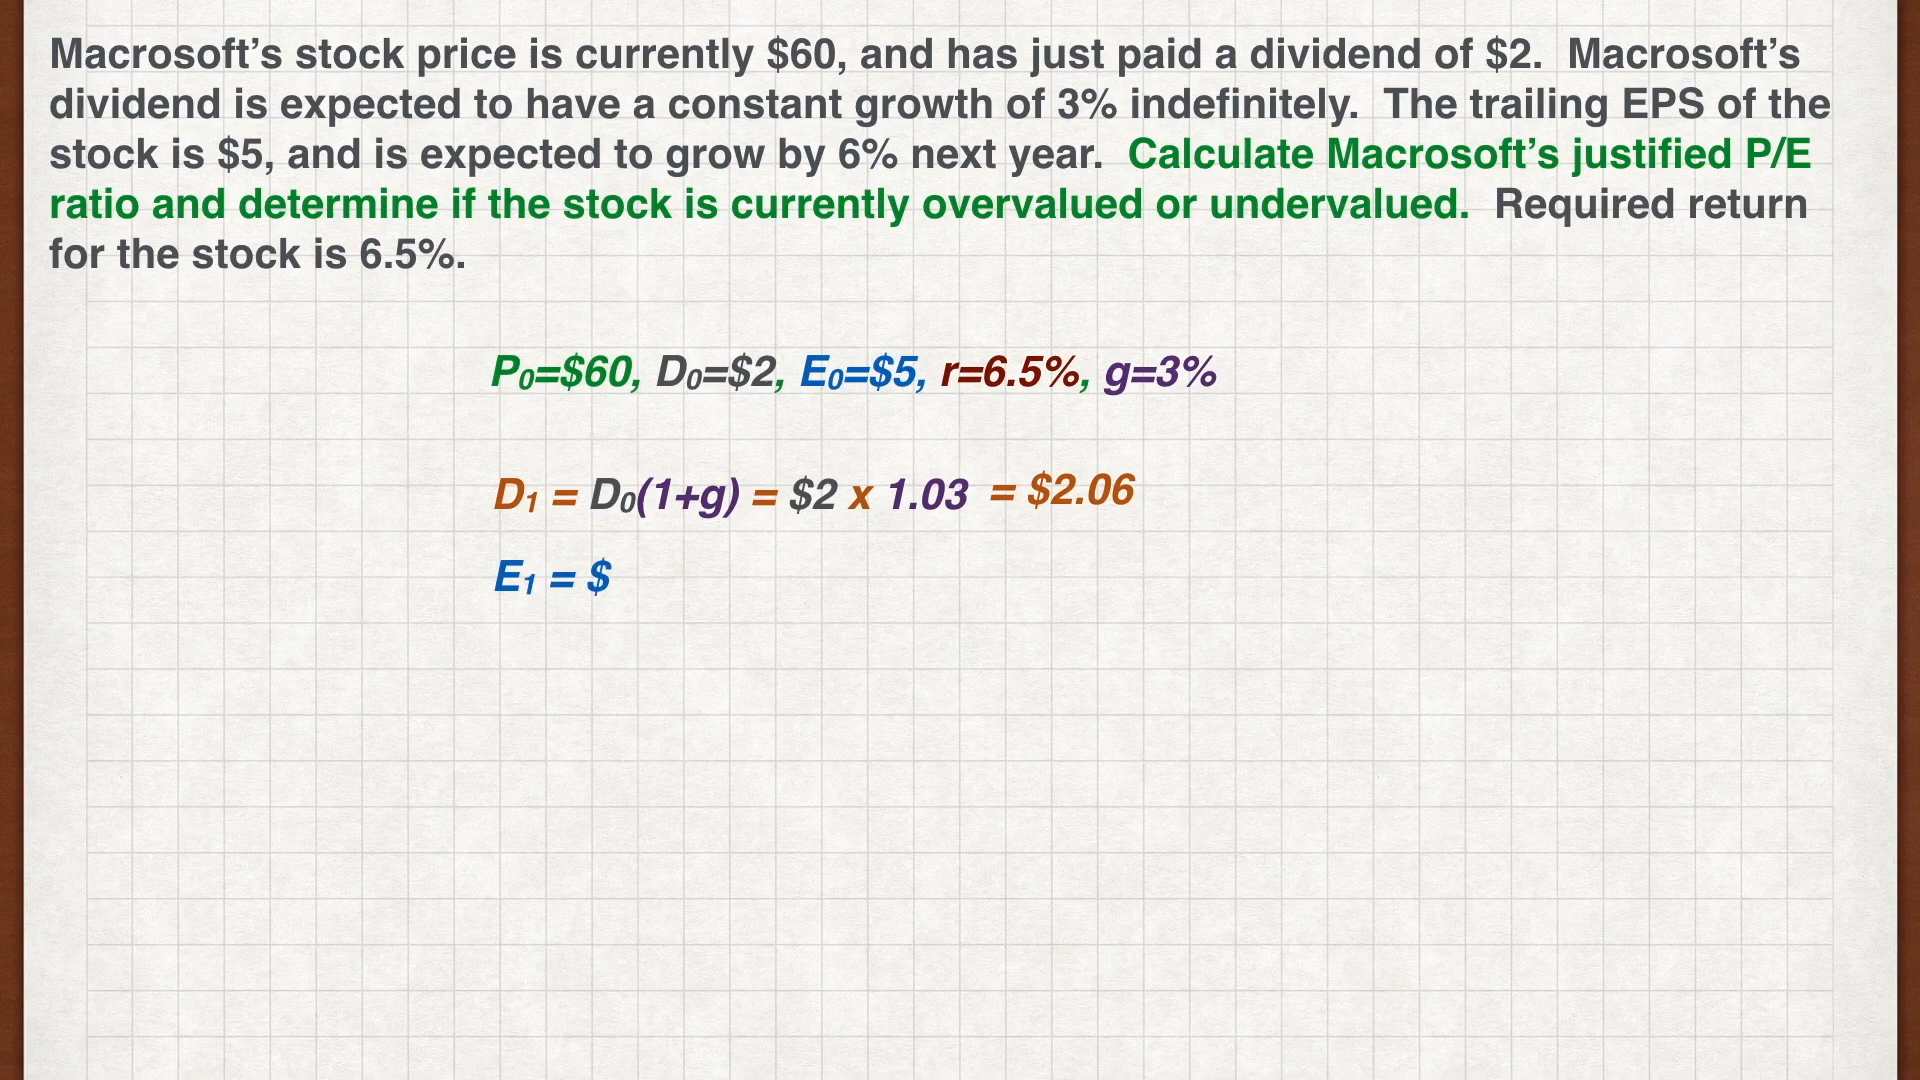 Macrosoft’s stock price is currently $60, and has just paid a dividend of $2.  Macrosoft’s
dividend is expected to have a constant growth of 3% indefinitely.  The trailing EPS of the
stock is $5, and is expected to grow by 6% next year.  Calculate Macrosoft’s justified P/E
ratio and determine if the stock is currently overvalued or undervalued.  Required return
for the stock is 6.5%.
P₀=$60, D₀=$2, E₀=$5, r=6.5%, g=3%
D₁ = D₀(1+g) = $2 x 1.03 = $2.06
E₁ = $